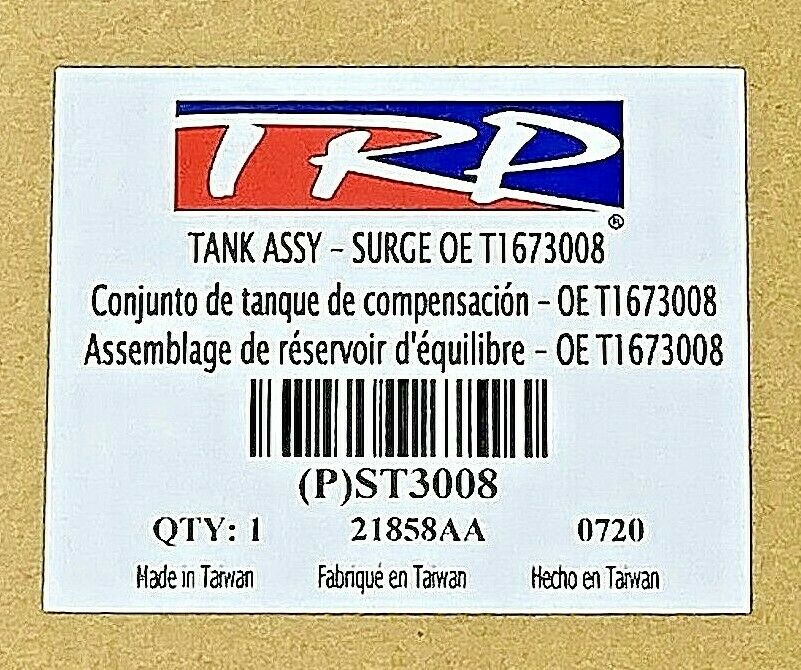 TRP®
TANK ASSY - SURGE OE T1673008
Conjunto de tanque de compensación - OE T1673008
Assemblage de réservoir d'équilibre - OE T1673008
(P)ST3008
QTY: 1 21858AA 0720
Made in Taiwan Fabriqué en Taiwan Hecho en Taiwan